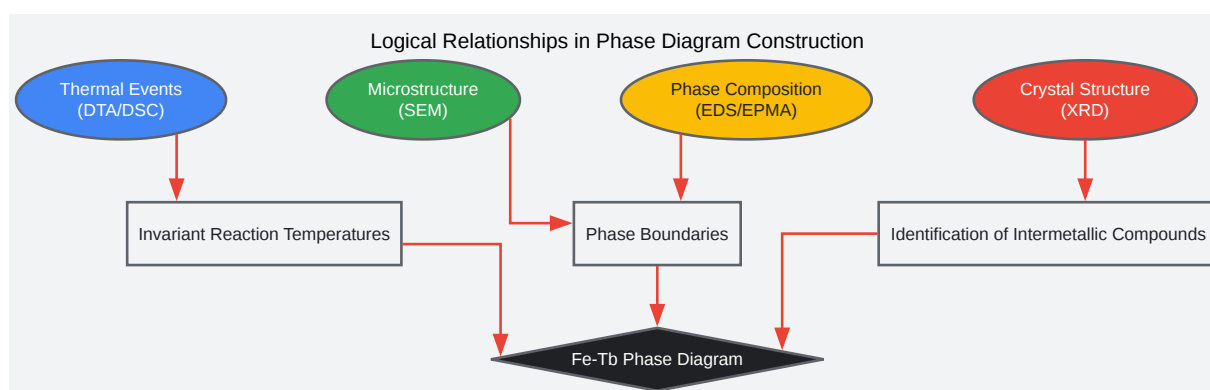 Logical Relationships in Phase Diagram Construction
Thermal Events
(DTA/DSC)
Microstructure
(SEM)
Phase Composition
(EDS/EPMA)
Crystal Structure
(XRD)
Invariant Reaction Temperatures
Phase Boundaries
Identification of Intermetallic Compounds
Fe-Tb Phase Diagram